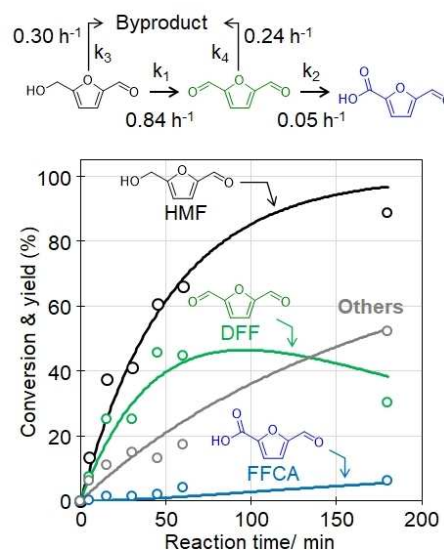 0.30 h⁻¹ Byproduct 0.24 h⁻¹
k₃ k₄
HO O O k₁ O O O k₂ O HO O O
0.84 h⁻¹ 0.05 h⁻¹
100
80
60
40
20
0
Conversion & yield (%)
HO O O
HMF
O O O
DFF
Others
O HO O O
FFCA
0 50 100 150 200
Reaction time/ min